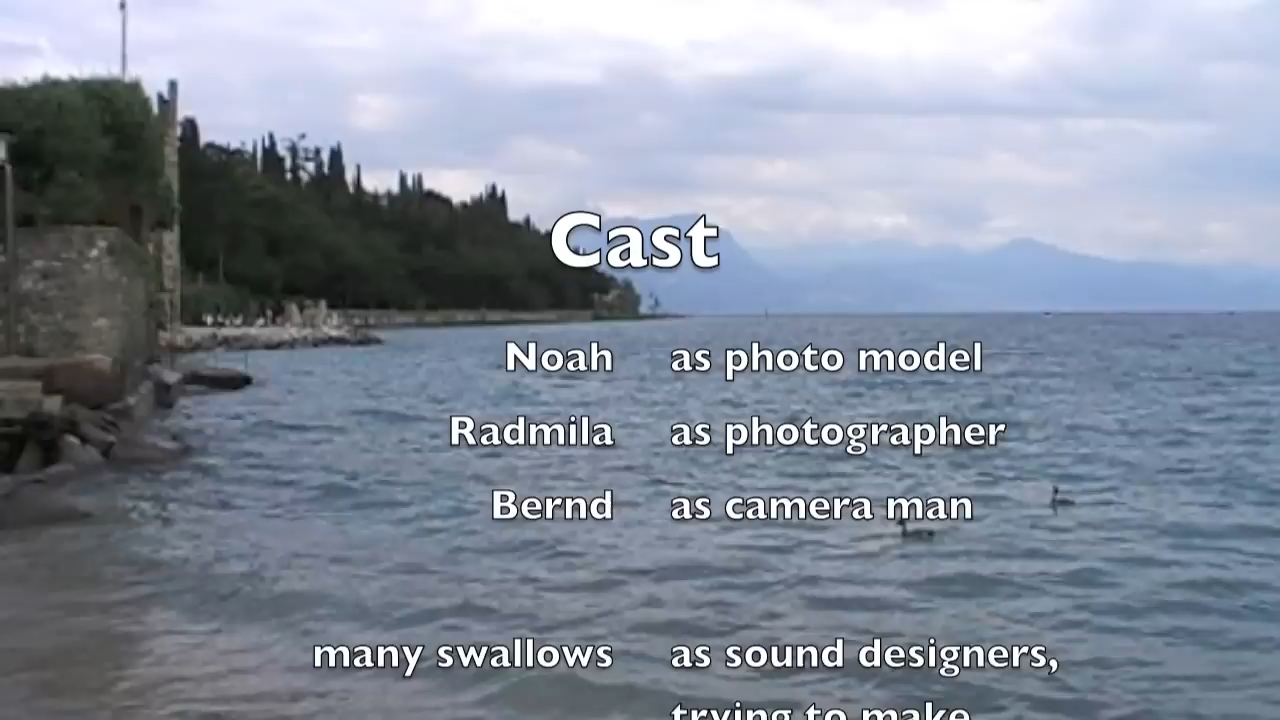 Cast
Noah as photo model
Radmila as photographer
Bernd as camera man
many swallows as sound designers,
trying to make